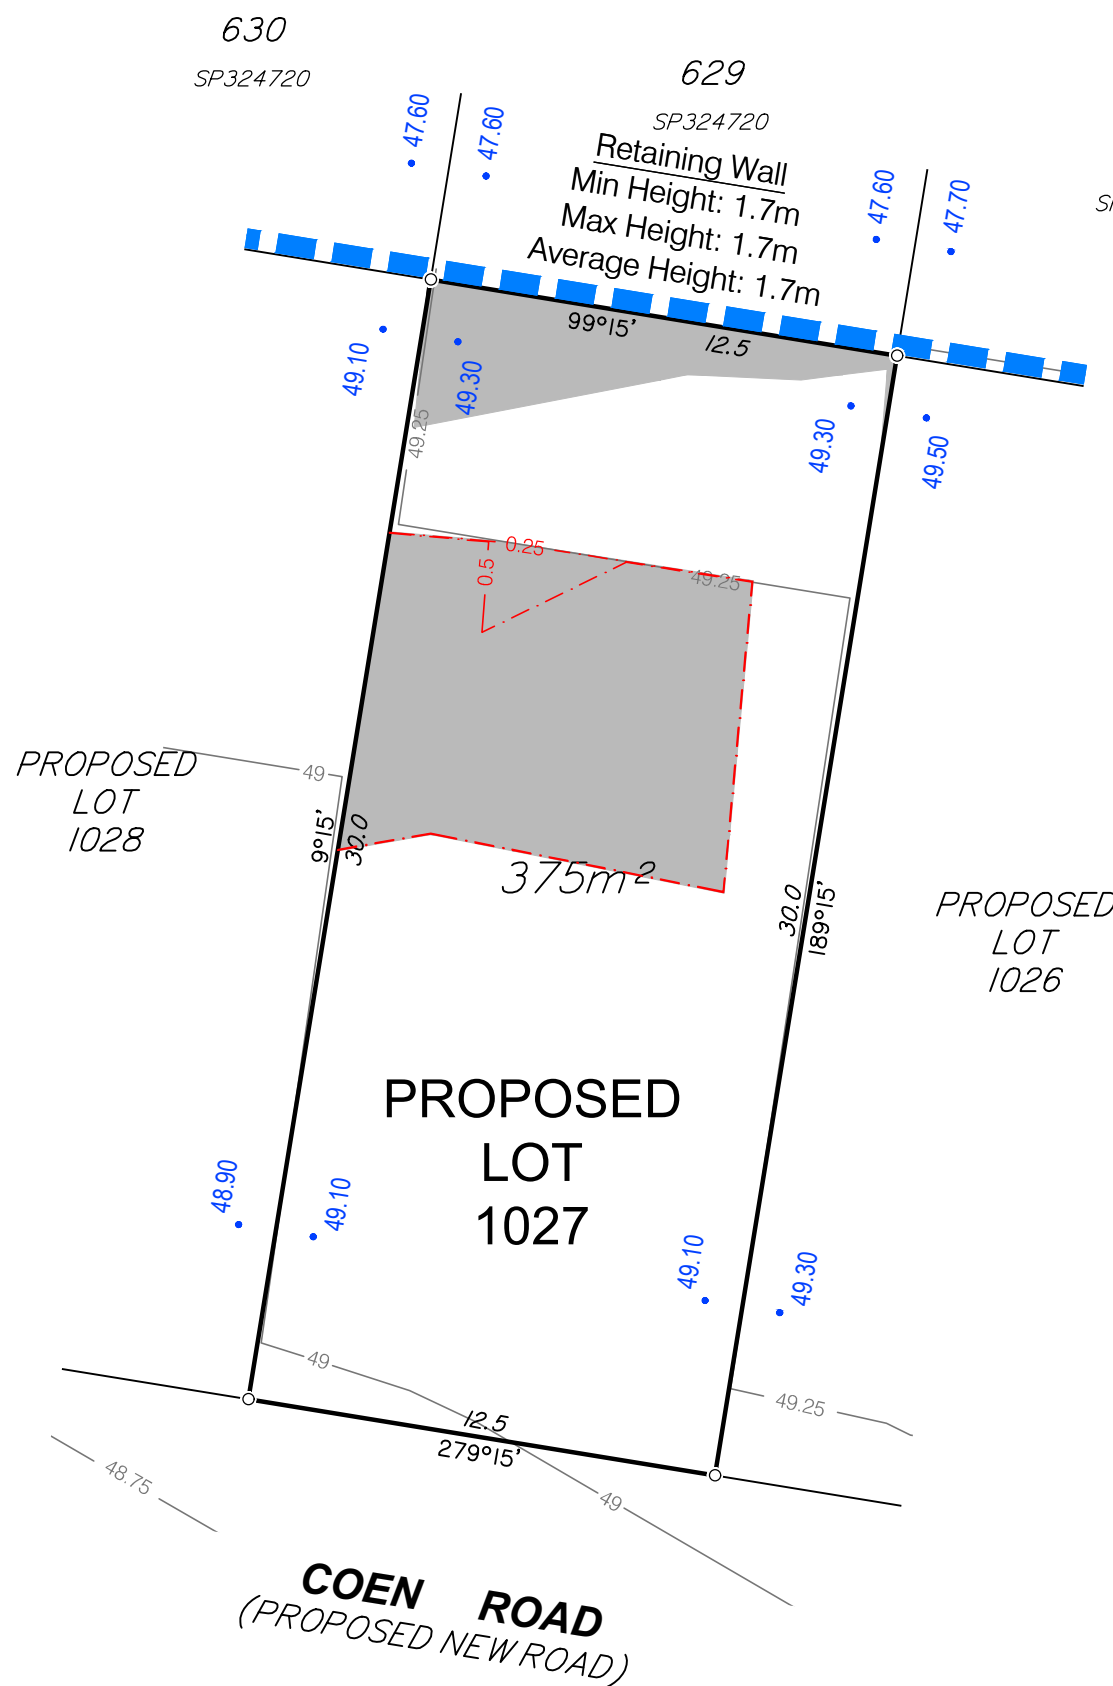 630
SP324720
629
SP324720
Retaining Wall
Min Height: 1.7m
Max Height: 1.7m
Average Height: 1.7m
47.60
47.60
47.60
47.70
99°15'
12.5
49.10
49.30
49.30
49.50
49.25
0.25
0.5
49.25
49
PROPOSED
LOT
1028
9°15'
30.0
375m²
30.0
189°15'
PROPOSED
LOT
1026
PROPOSED
LOT
1027
48.90
49.10
49.10
49.30
49
49.25
12.5
279°15'
48.75
49
COEN ROAD
(PROPOSED NEW ROAD)